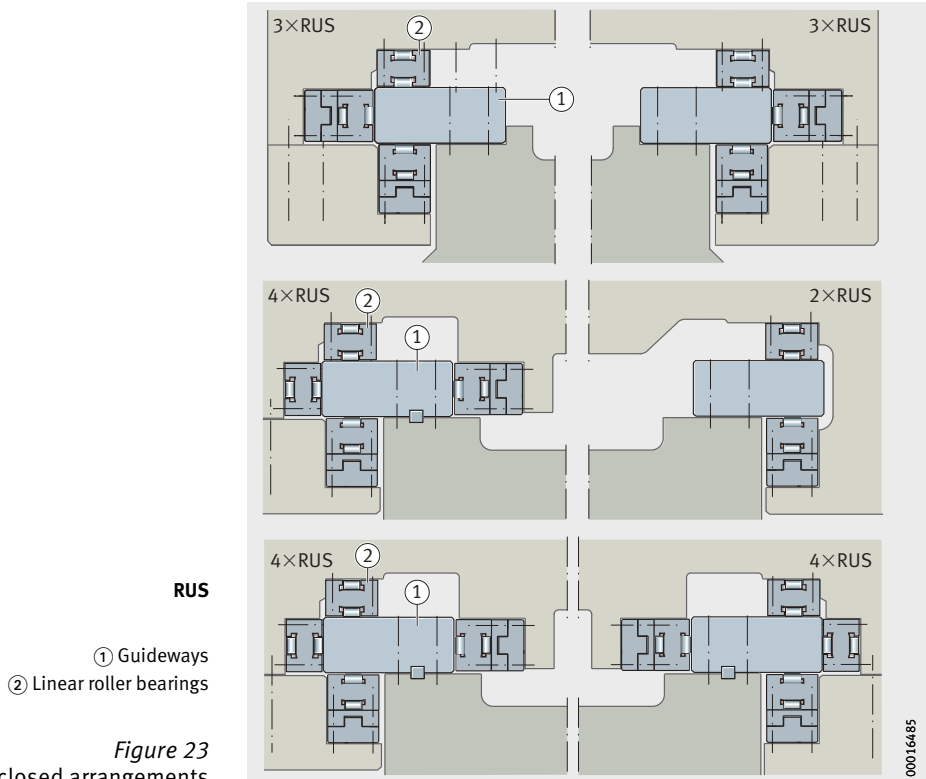 3×RUS
②
3×RUS
①
4×RUS
②
2×RUS
①
4×RUS
②
4×RUS
①
RUS
① Guideways
② Linear roller bearings
Figure 23
closed arrangements
00016485